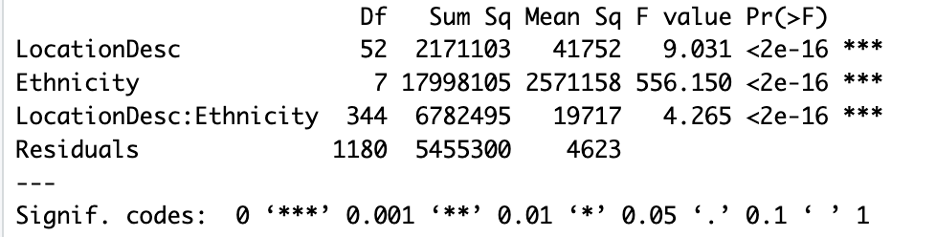 Df Sum Sq Mean Sq F value Pr(>F)
LocationDesc 52 2171103 41752 9.031 <2e-16 ***
Ethnicity 7 17998105 2571158 556.150 <2e-16 ***
LocationDesc:Ethnicity 344 6782495 19717 4.265 <2e-16 ***
Residuals 1180 5455300 4623
---
Signif. codes: 0 ‘***’ 0.001 ‘**’ 0.01 ‘*’ 0.05 ‘.’ 0.1 ‘ ’ 1